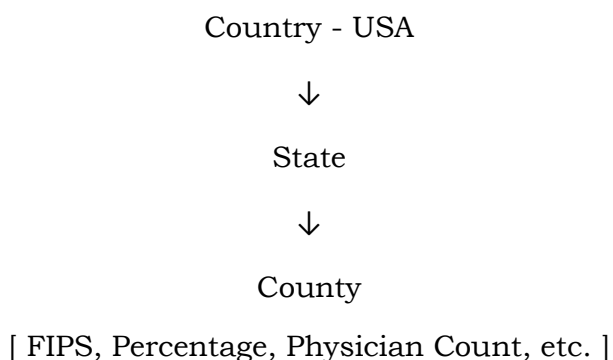 Country - USA
↓
State
↓
County
[ FIPS, Percentage, Physician Count, etc. ]